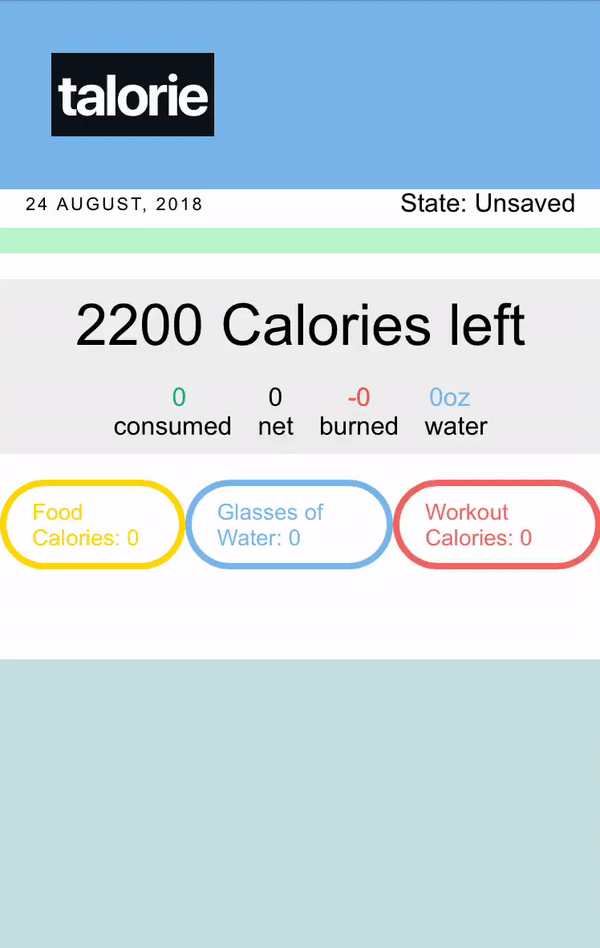 talorie
24 AUGUST, 2018 State: Unsaved
2200 Calories left
0 0 -0 0oz
consumed net burned water
Food Glasses of Workout
Calories: 0 Water: 0 Calories: 0